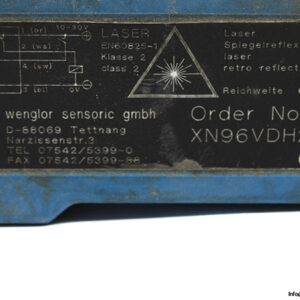 1 (br) 10-30V
2 (ws)
4 (sw)
3 (bl)
LASER
EN60825-1
Klasse 2
class 2
Laser
Spiegelreflex
laser
retro reflect
Reichweite
wenglor sensoric gmbh
D-88069 Tettnang
Narzissenstr.3
TEL 07542/5399-0
FAX 07542/5399-88
Order No
XN96VDH